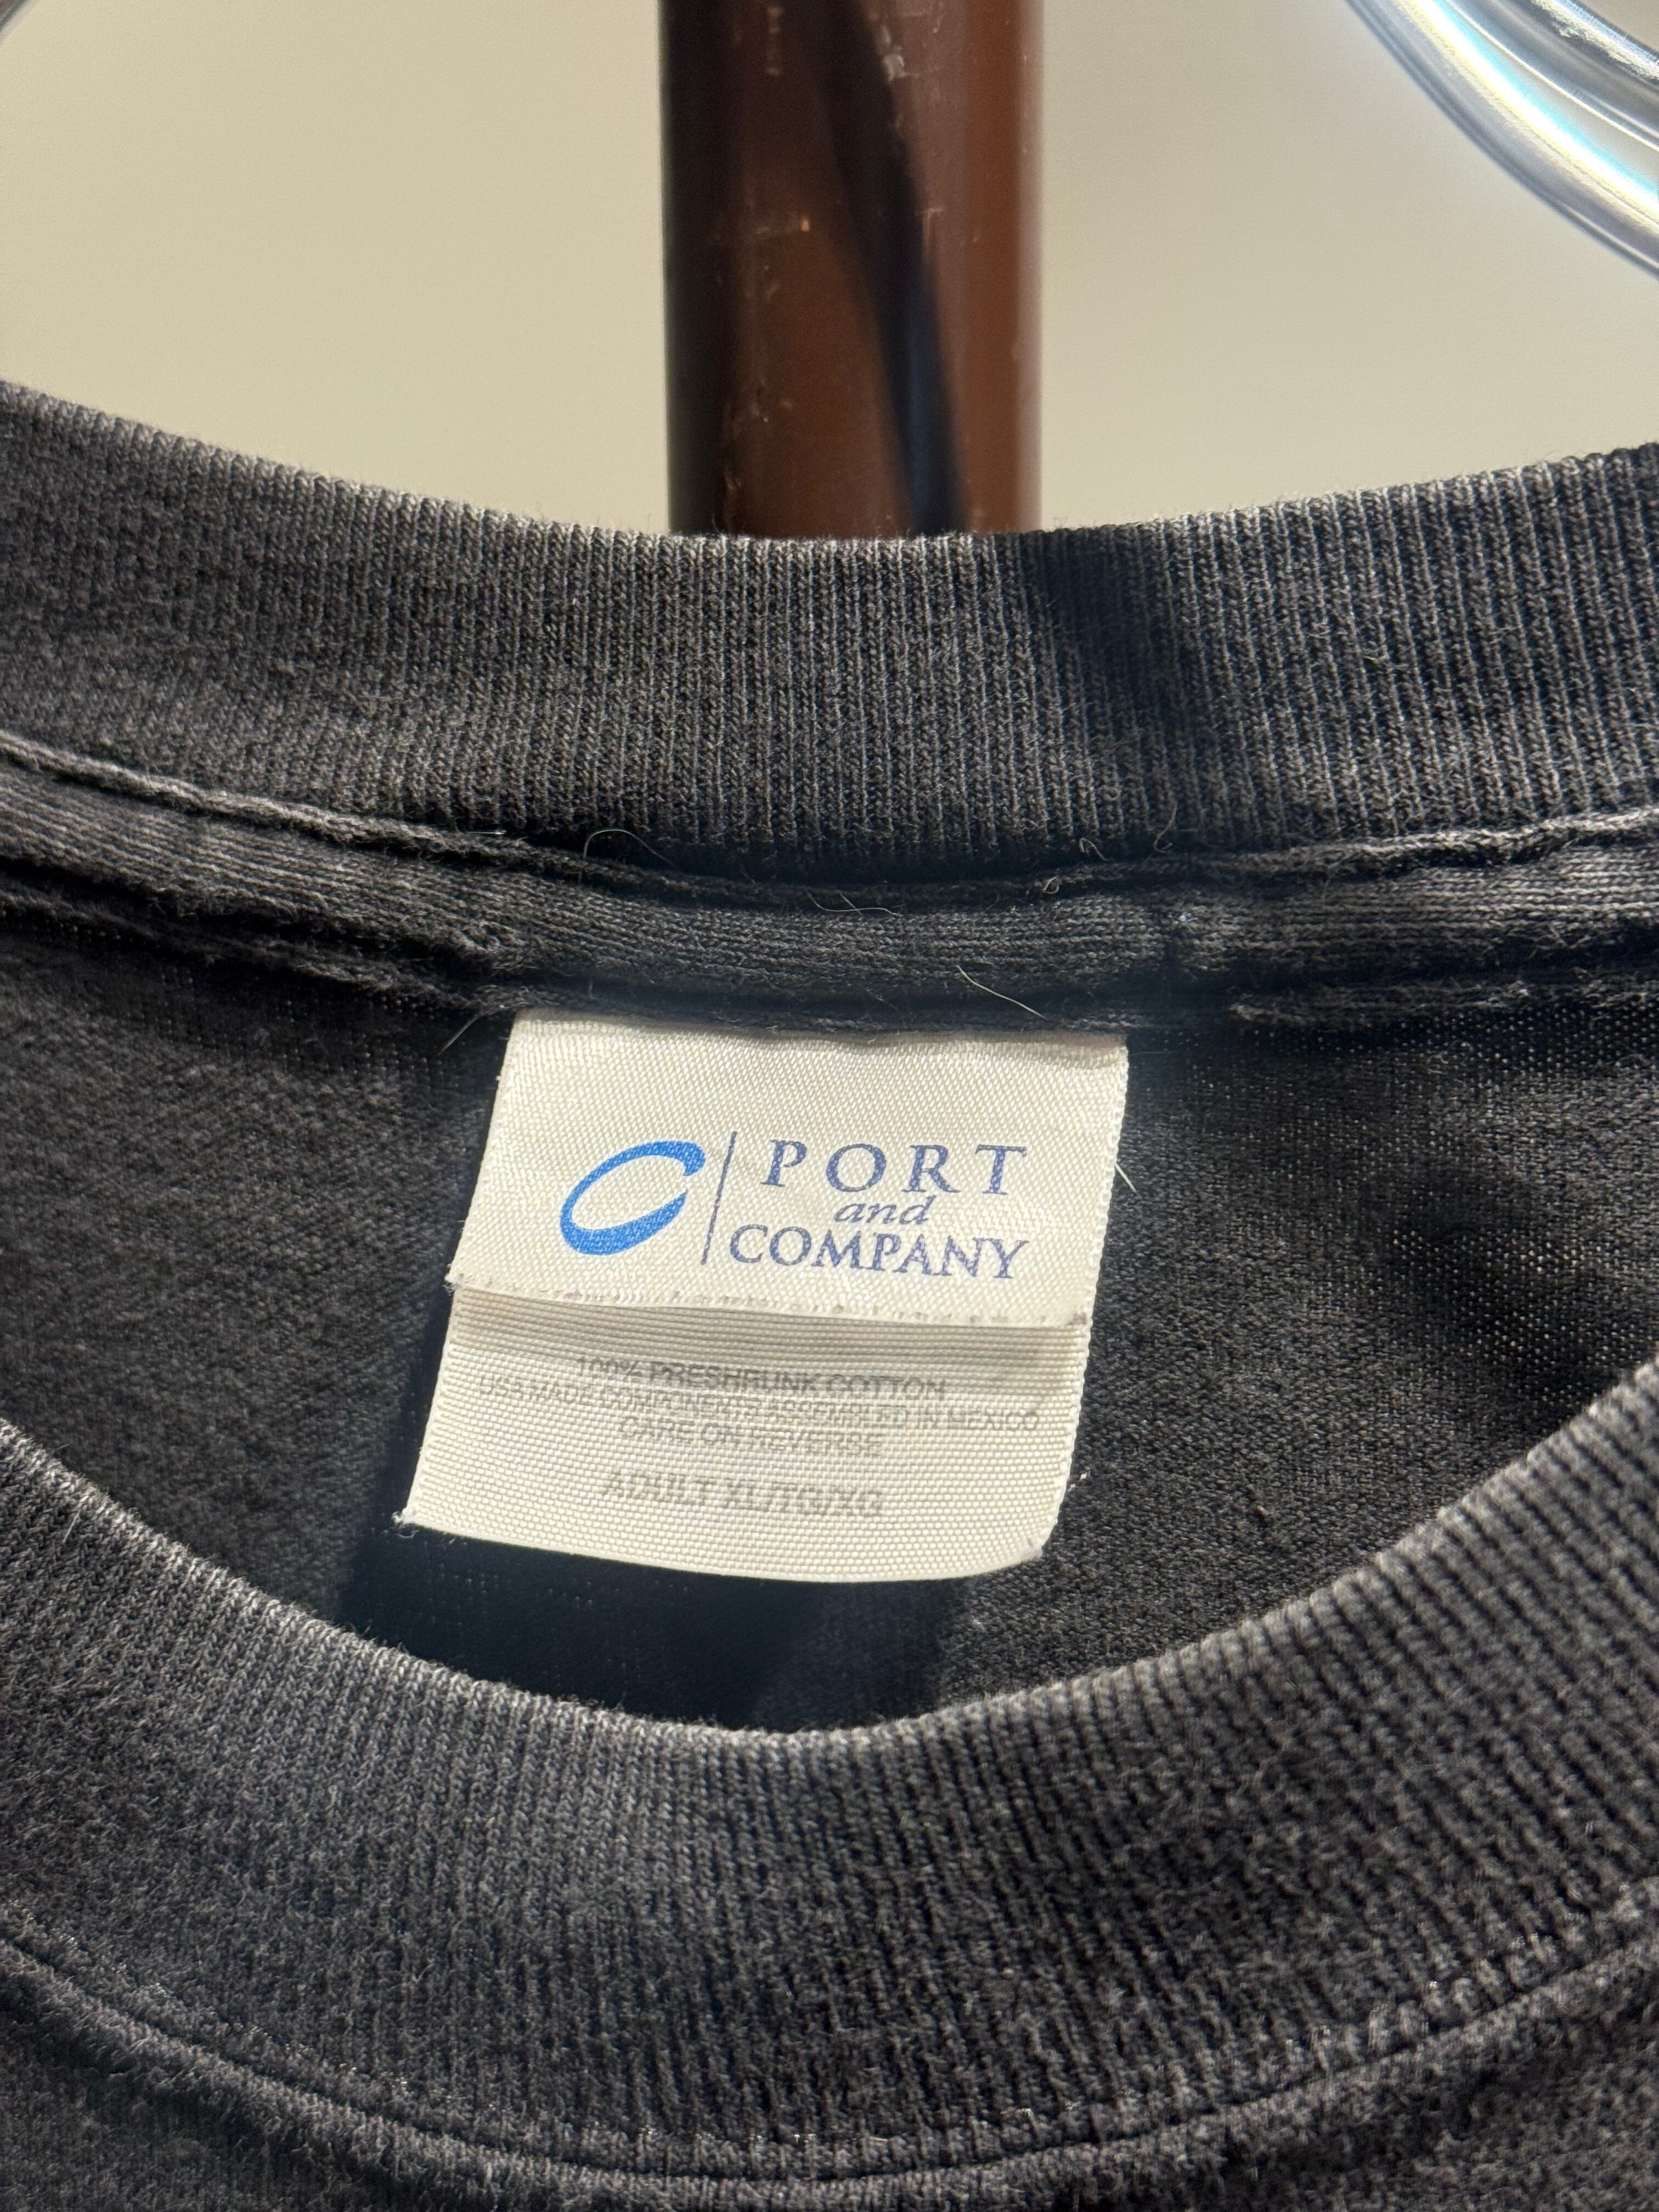 PORT
and
COMPANY
100% PRESHRUNK COTTON
USA MADE COMPONENTS ASSEMBLED IN MEXICO
CARE ON REVERSE
ADULT XL/TG/XG